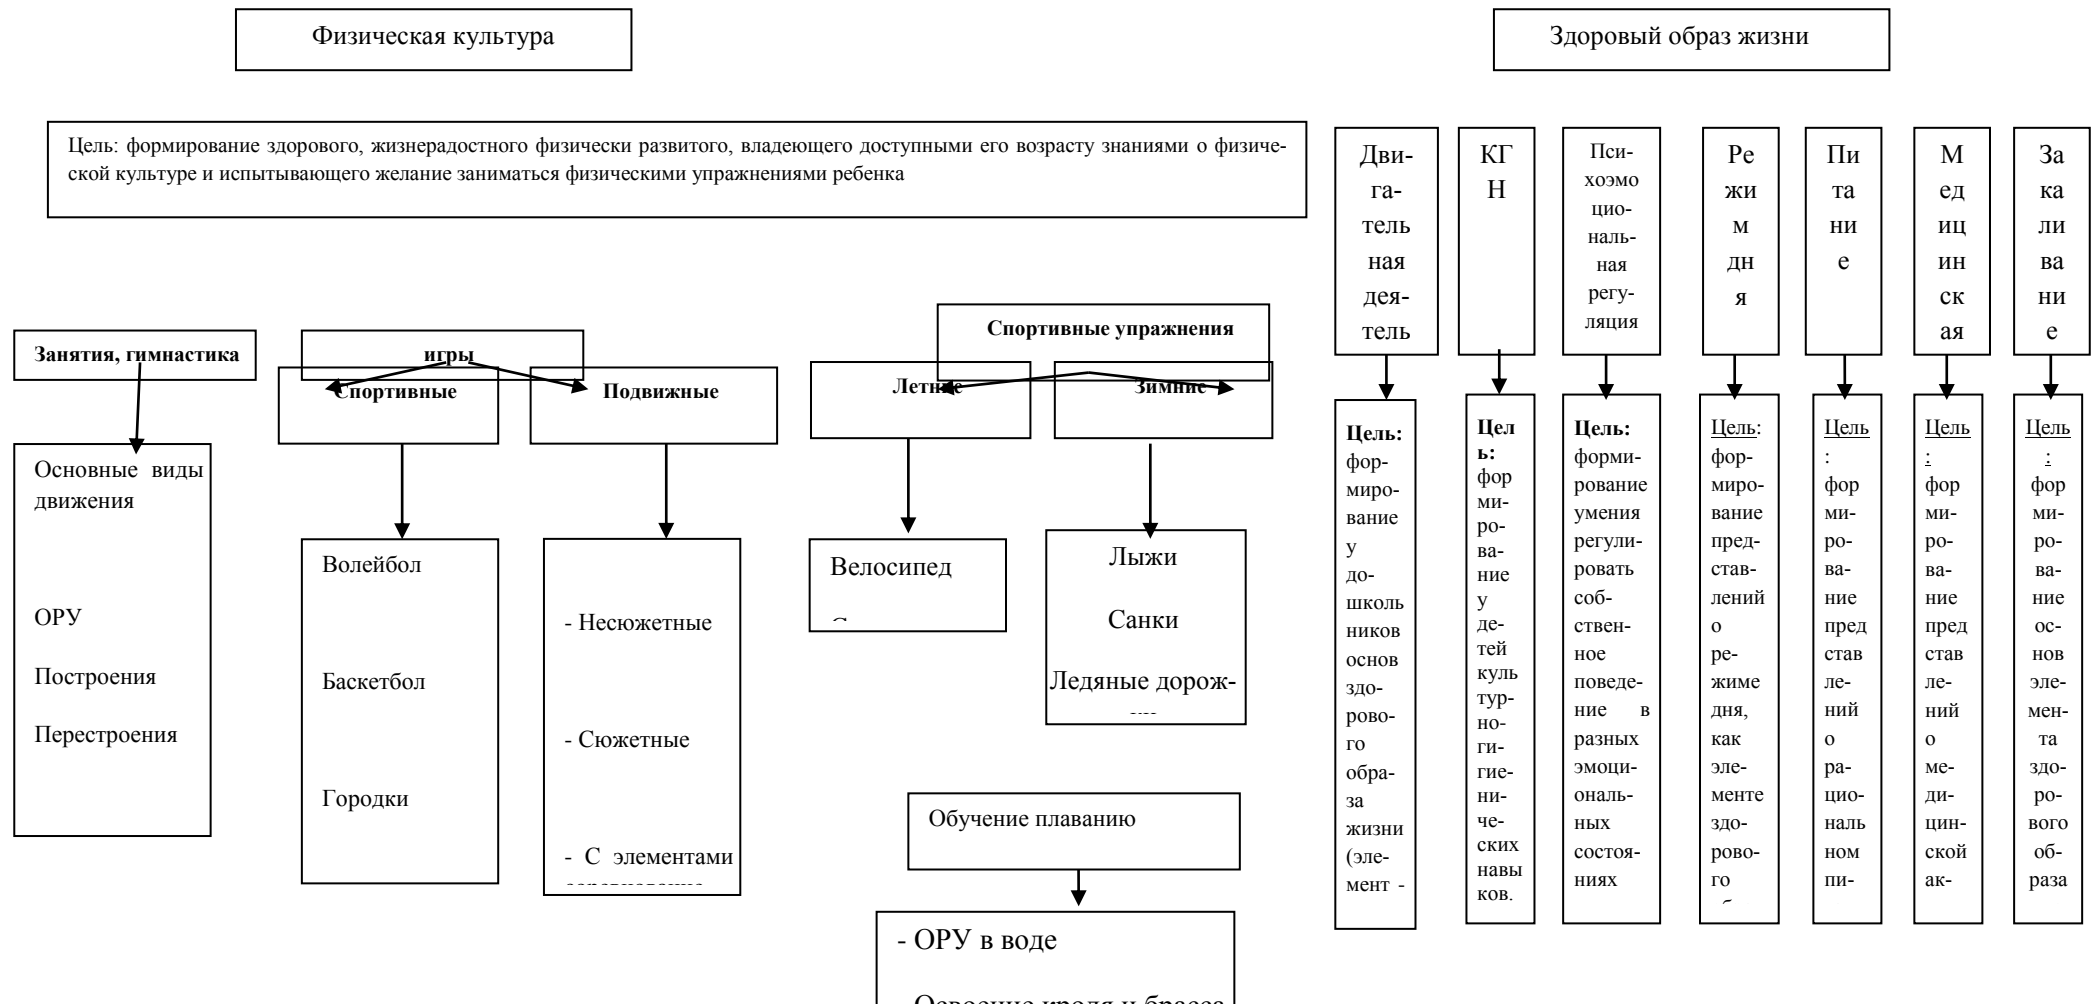 Физическая культура
Здоровый образ жизни
Цель: формирование здорового, жизнерадостного физически развитого, владеющего доступными его возрасту знаниями о физиче-
ской культуре и испытывающего желание заниматься физическими упражнениями ребенка
Дви-
га-
тель
ная
дея-
тель
КГ
Н
Пси-
хоэмо
цио-
наль-
ная
регу-
ляция
Ре
жи
м
дн
я
Пи
та
ни
е
М
ед
иц
ин
ск
ая
За
ка
ли
ва
ни
е
Занятия, гимнастика
игры
Спортивные
Подвижные
Спортивные упражнения
Летние
Зимние
Основные виды
движения
ОРУ
Построения
Перестроения
Волейбол
Баскетбол
Городки
- Несюжетные
- Сюжетные
- С элементами
Велосипед
Лыжи
Санки
Ледяные дорож-
Обучение плаванию
- ОРУ в воде
Освоение кроля и брасса
Цель:
фор-
миро-
вание
у
до-
школь
ников
основ
здо-
рово-
го
обра-
за
жизни
(эле-
мент -
Цел
ь:
фор
ми-
ро-
ва-
ние
у
де-
тей
куль
тур-
но-
ги-
гие-
ни-
че-
ских
навы
ков.
Цель:
форми-
рование
умения
регули-
ровать
соб-
ствен-
ное
поведе-
ние в
разных
эмоци-
ональ-
ных
состоя-
ниях
Цель:
фор-
миро-
вание
пред-
став-
лений
о
ре-
жиме
дня,
как
эле-
менте
здо-
рово-
го
Цель
:
фор
ми-
ро-
ва-
ние
пред
став
ле-
ний
о
ра-
цио-
наль
ном
пи-
Цель
:
фор
ми-
ро-
ва-
ние
пред
став
ле-
ний
о
ме-
ди-
цин-
ской
ак-
Цель
:
фор
ми-
ро-
ва-
ние
ос-
нов
эле-
мен-
та
здо-
ро-
вого
об-
раза